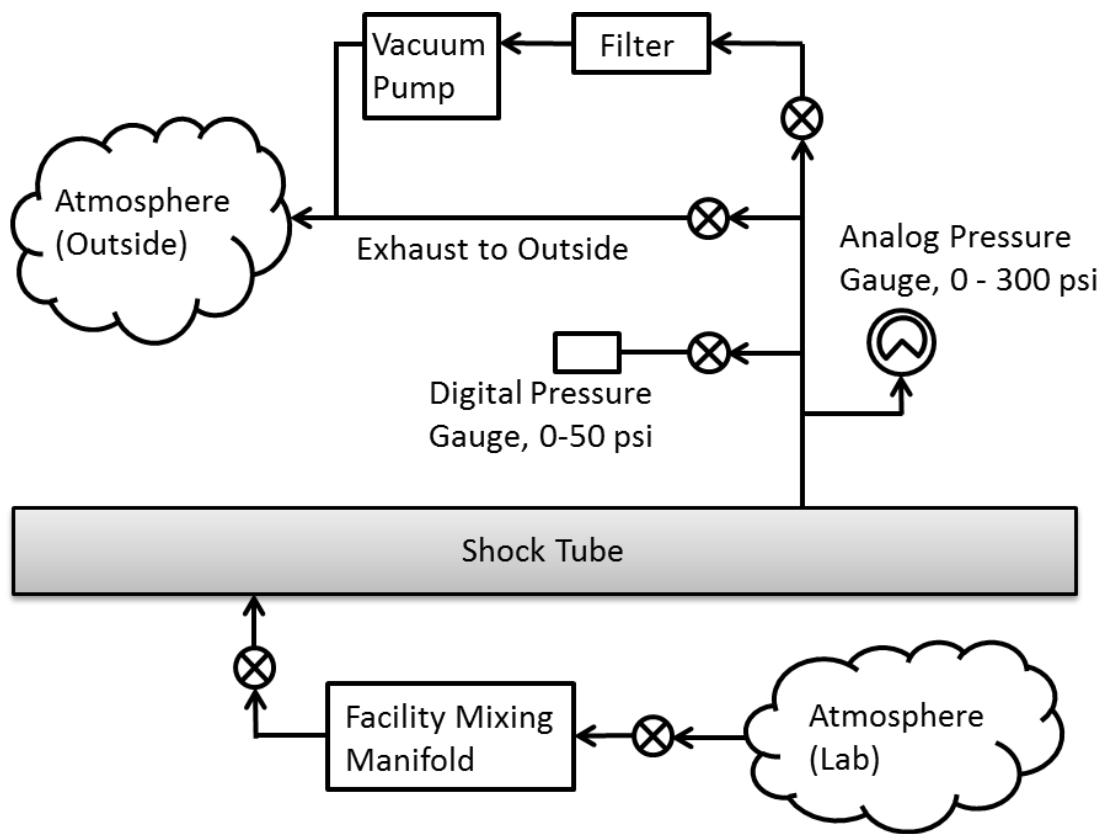 Vacuum
Pump
Filter
Atmosphere
(Outside)
Exhaust to Outside
Analog Pressure
Gauge, 0 - 300 psi
Digital Pressure
Gauge, 0-50 psi
Shock Tube
Facility Mixing
Manifold
Atmosphere
(Lab)